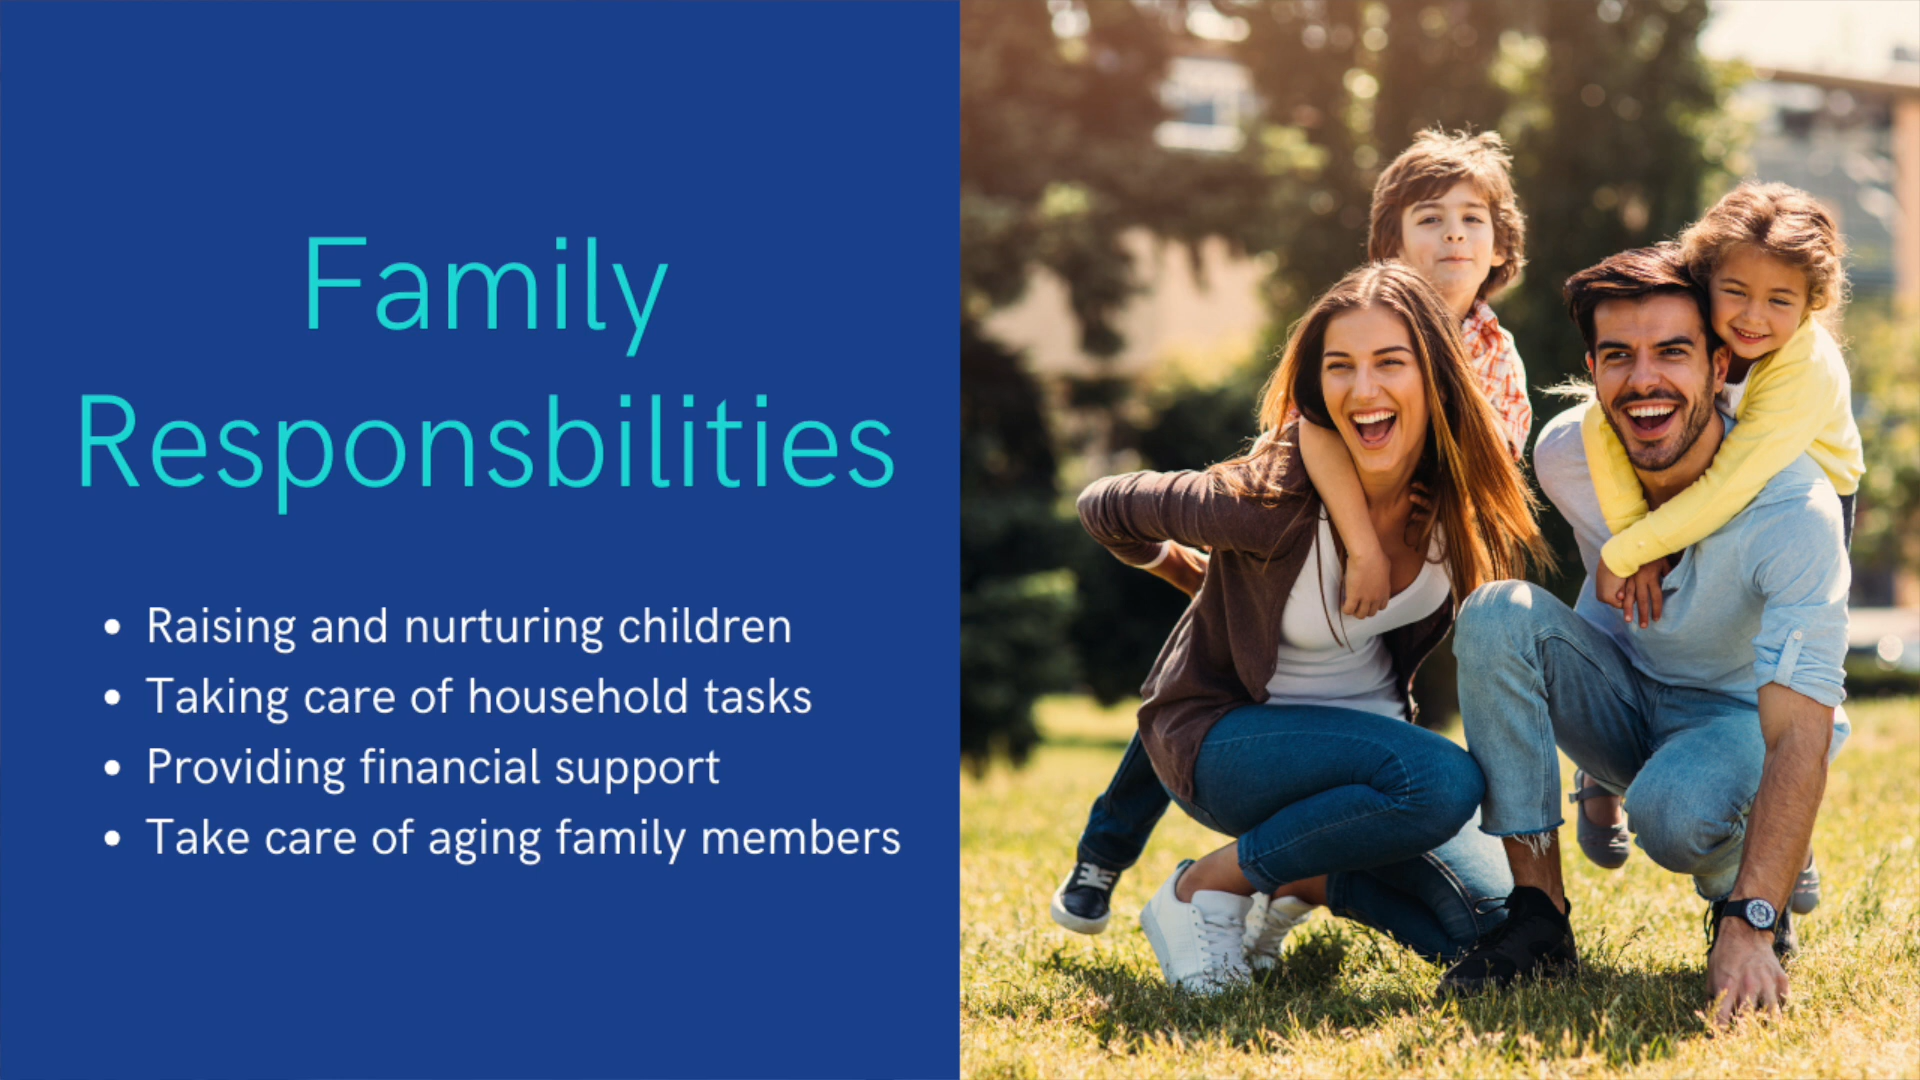 Family
Responsbilities
• Raising and nurturing children
• Taking care of household tasks
• Providing financial support
• Take care of aging family members